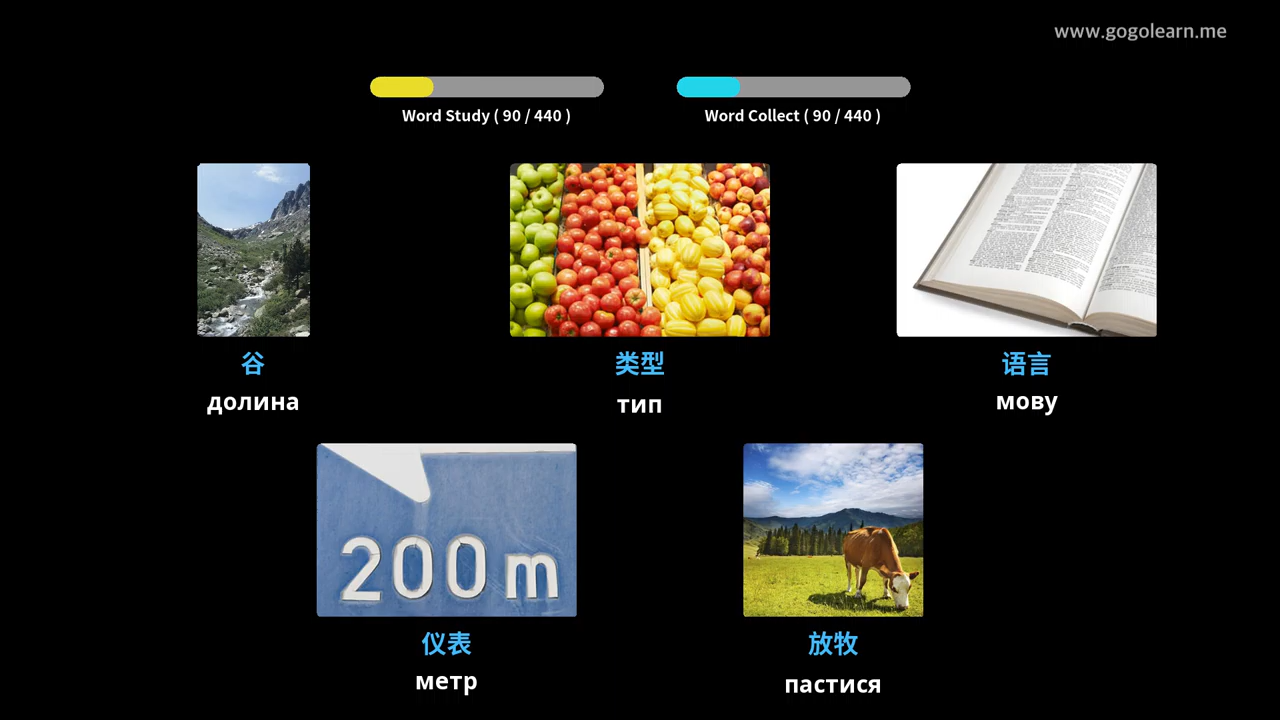 www.gogolearn.me
Word Study ( 90 / 440 )
Word Collect ( 90 / 440 )
谷
долина
类型
тип
语言
мову
200 m
仪表
метр
放牧
пастися